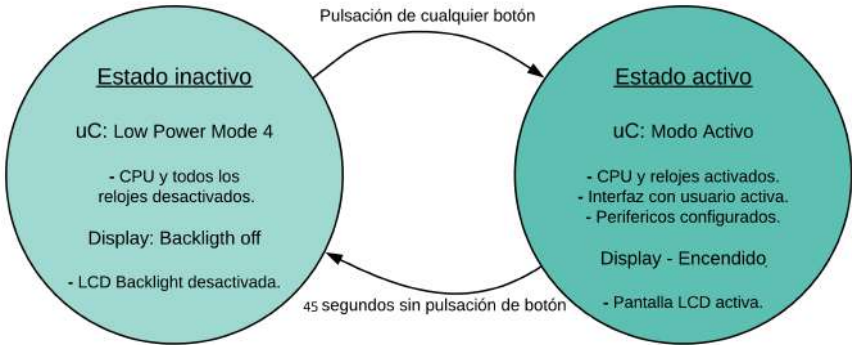 Pulsación de cualquier botón
Estado inactivo
uC: Low Power Mode 4
- CPU y todos los
relojes desactivados.
Display: Backligth off
- LCD Backlight desactivada.
Estado activo
uC: Modo Activo
- CPU y relojes activados.
- Interfaz con usuario activa.
- Perifericos configurados.
Display - Encendido
- Pantalla LCD activa.
45 segundos sin pulsación de botón